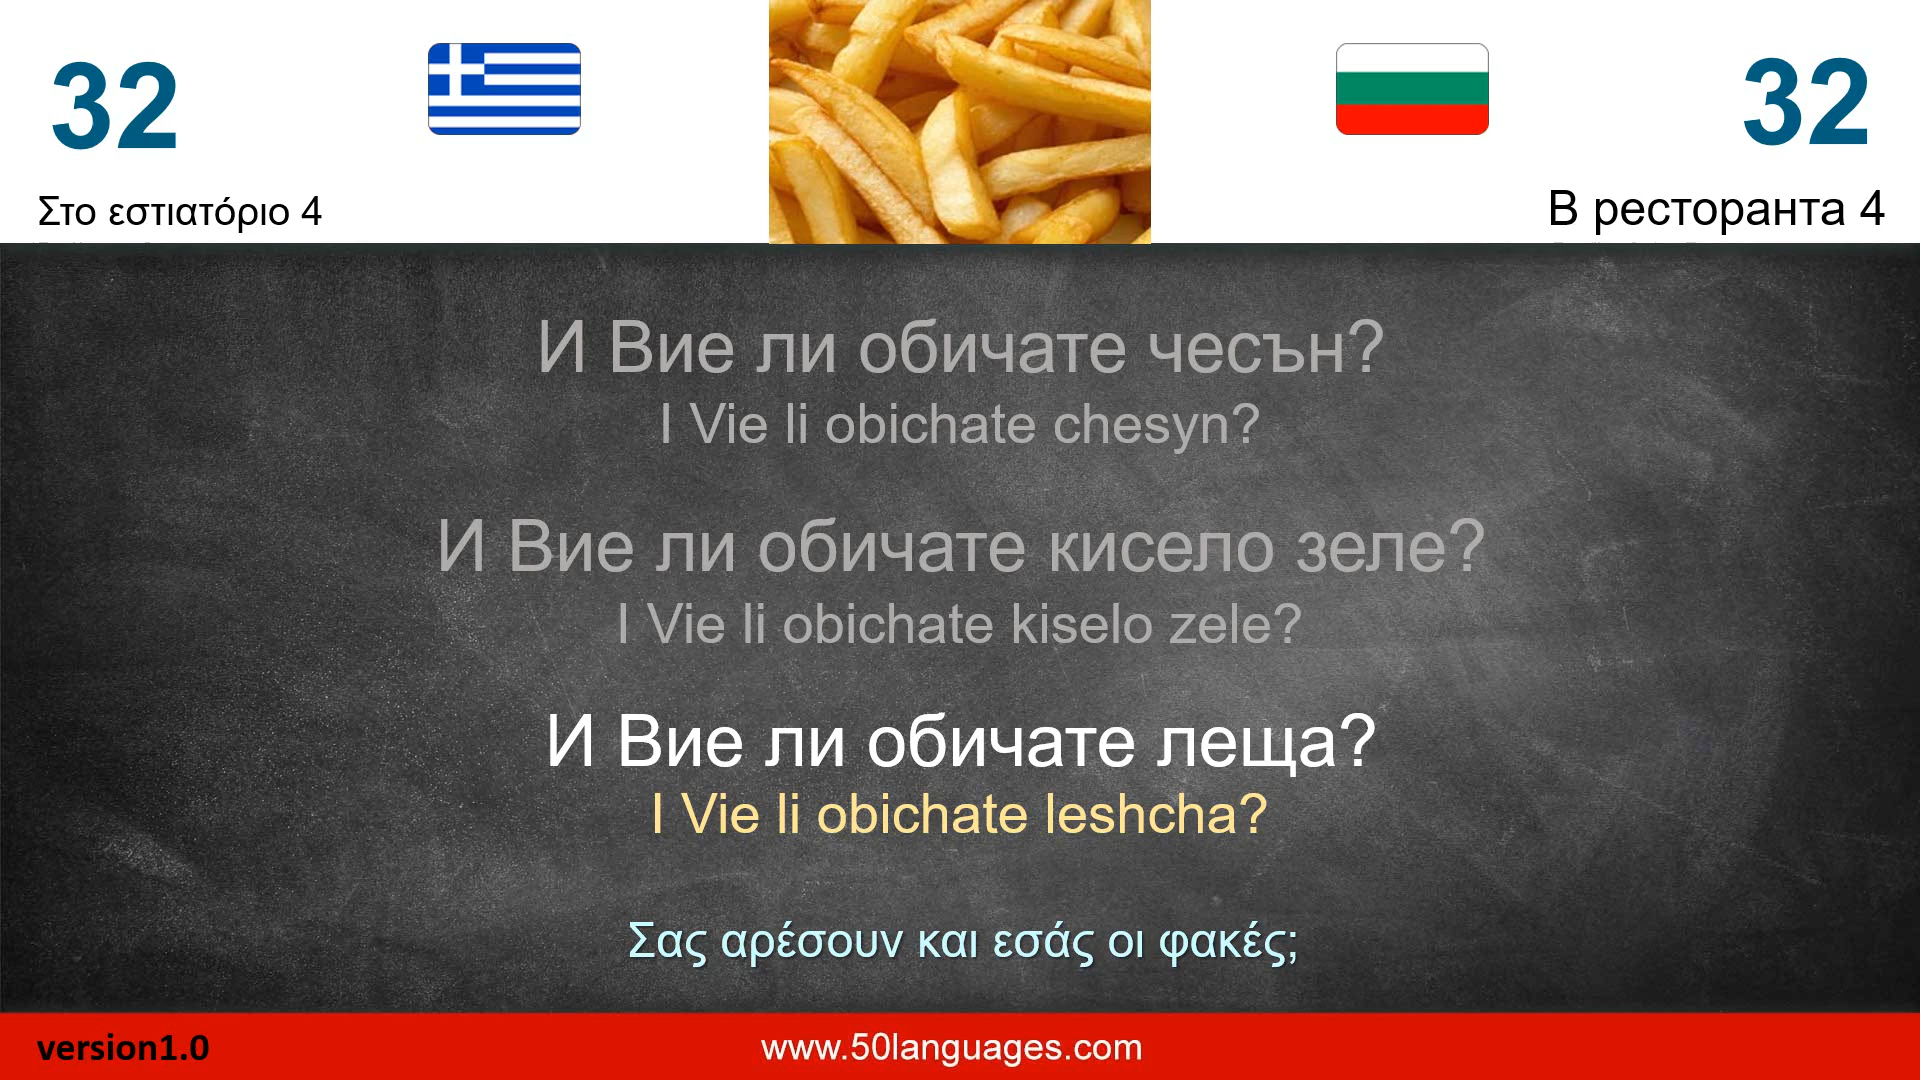 32
32
Στο εστιατόριο 4
В ресторанта 4
И Вие ли обичате чесън?
I Vie li obichate chesyn?
И Вие ли обичате кисело зеле?
I Vie li obichate kiselo zele?
И Вие ли обичате леща?
I Vie li obichate leshcha?
Σας αρέσουν και εσάς οι φακές;
version1.0
www.50languages.com